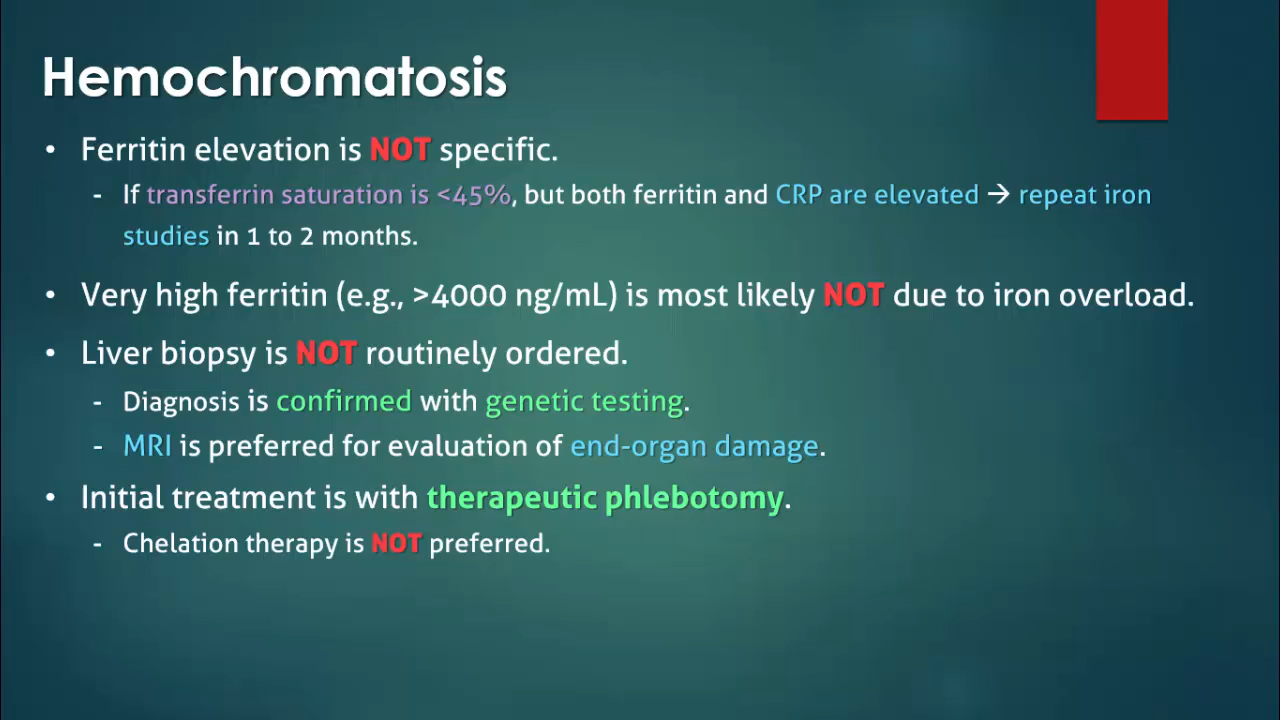 Hemochromatosis
• Ferritin elevation is NOT specific.
- If transferrin saturation is <45%, but both ferritin and CRP are elevated → repeat iron
studies in 1 to 2 months.
• Very high ferritin (e.g., >4000 ng/mL) is most likely NOT due to iron overload.
• Liver biopsy is NOT routinely ordered.
- Diagnosis is confirmed with genetic testing.
- MRI is preferred for evaluation of end-organ damage.
• Initial treatment is with therapeutic phlebotomy.
- Chelation therapy is NOT preferred.